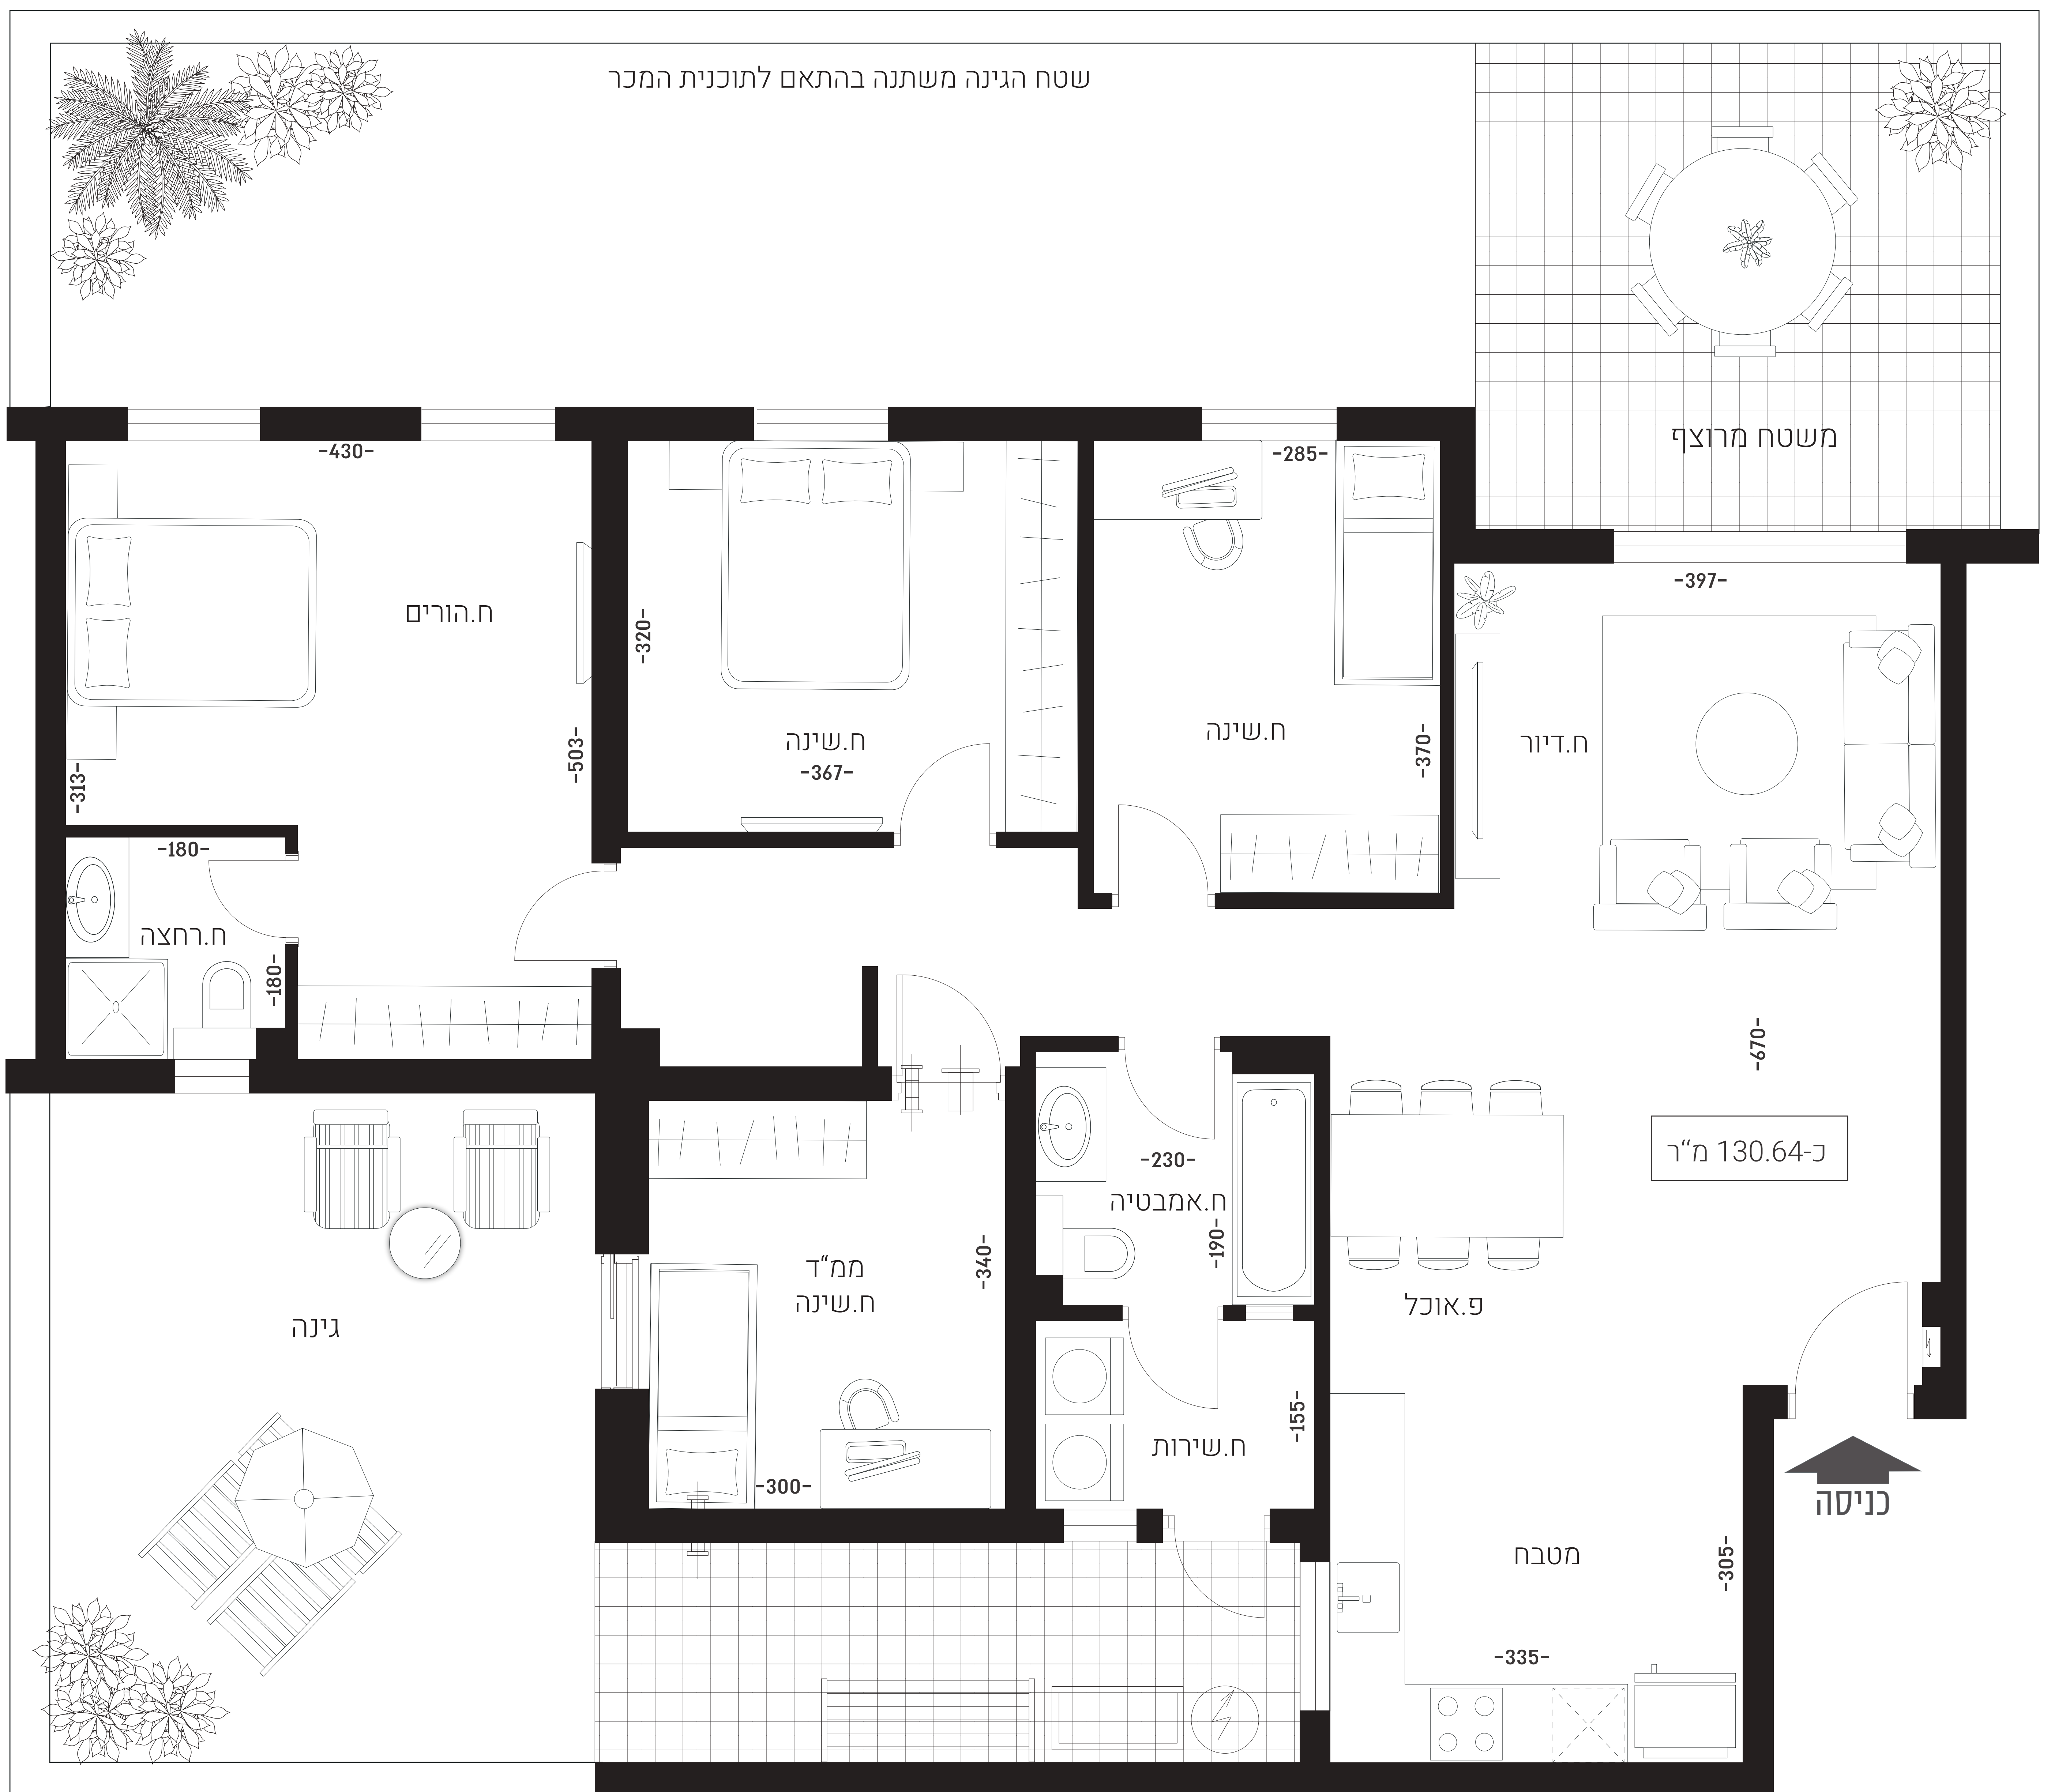 שטח הגינה משתנה בהתאם לתוכנית המכר
משטח מרוצף
-430-
-285-
-397-
ח.הורים
-320-
ח.שינה
-367-
ח.שינה
-370-
ח.דיור
-503-
-313-
-180-
ח.רחצה
-180-
-670-
כ-130.64 מ“ר
-230-
ח.אמבטיה
-190-
ממ“ד
ח.שינה
-340-
פ.אוכל
גינה
-155-
ח.שירות
-300-
כניסה
מטבח
-305-
-335-